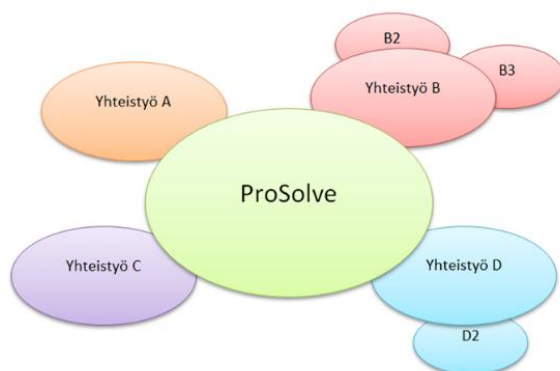 B2
B3
Yhteistyö B
Yhteistyö A
ProSolve
Yhteistyö C
Yhteistyö D
D2